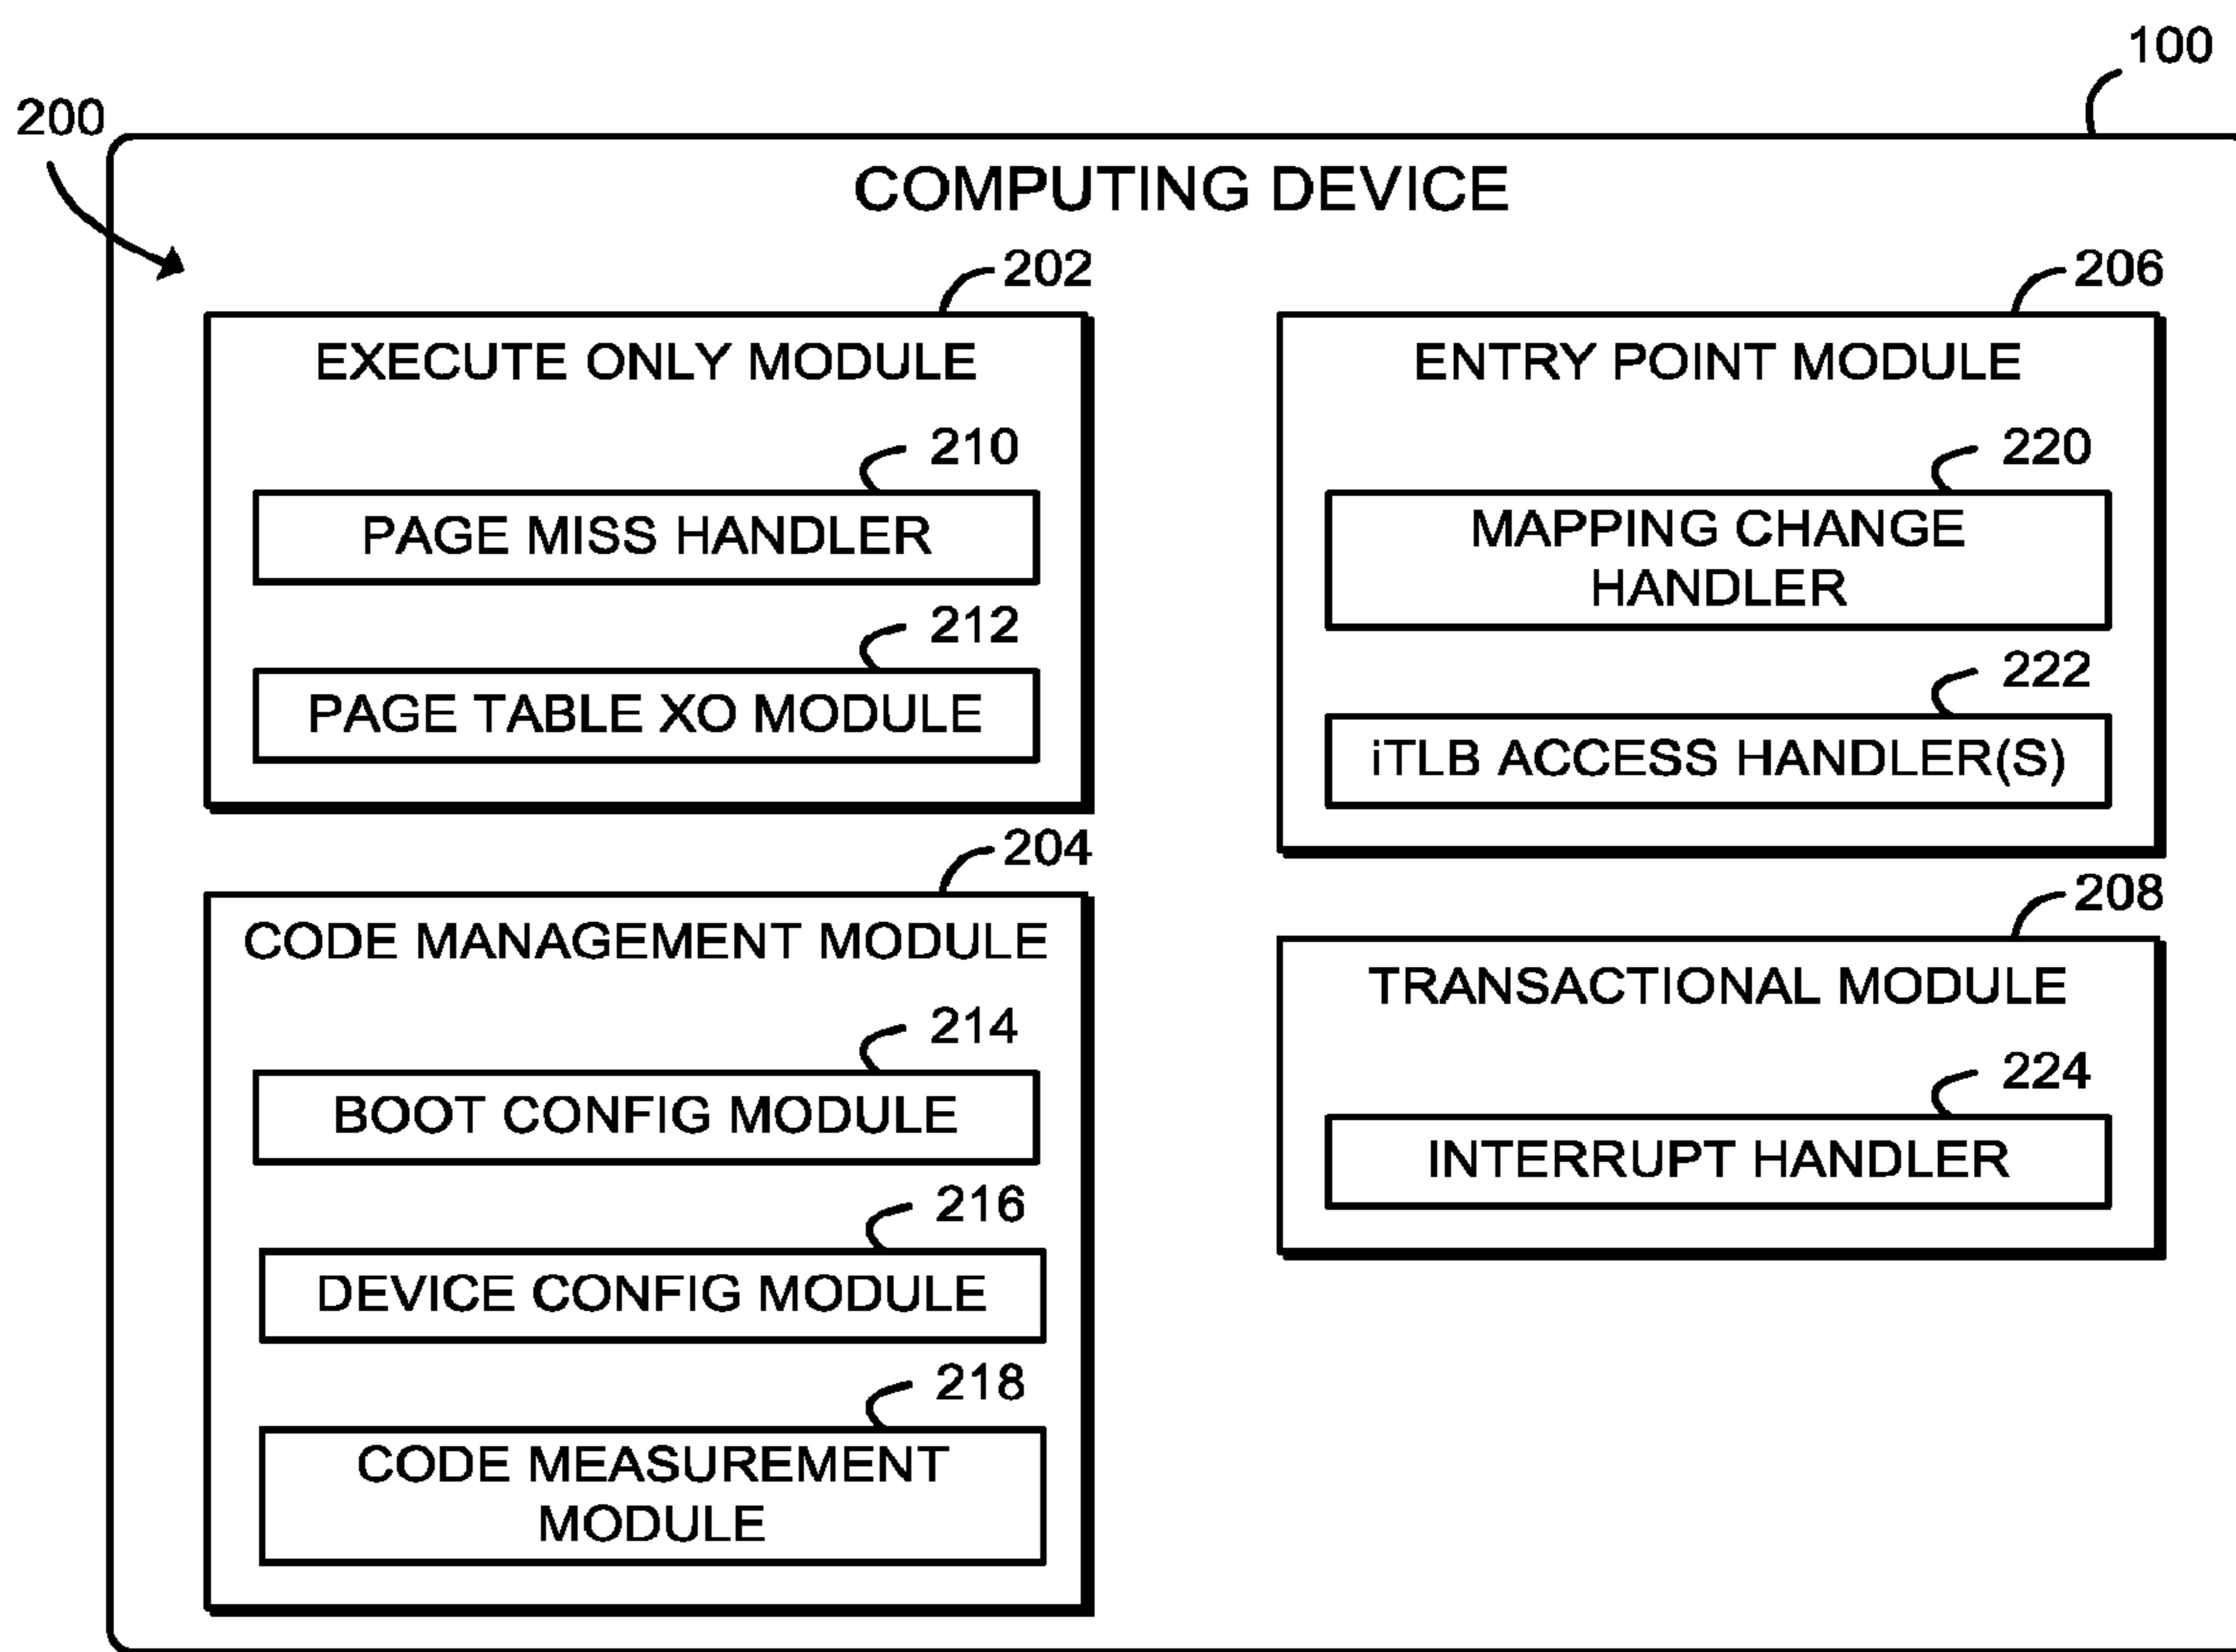 100
200
COMPUTING DEVICE
202
EXECUTE ONLY MODULE
210
PAGE MISS HANDLER
212
PAGE TABLE XO MODULE
204
CODE MANAGEMENT MODULE
214
BOOT CONFIG MODULE
216
DEVICE CONFIG MODULE
218
CODE MEASUREMENT
MODULE
206
ENTRY POINT MODULE
220
MAPPING CHANGE
HANDLER
222
iTLB ACCESS HANDLER(S)
208
TRANSACTIONAL MODULE
224
INTERRUPT HANDLER